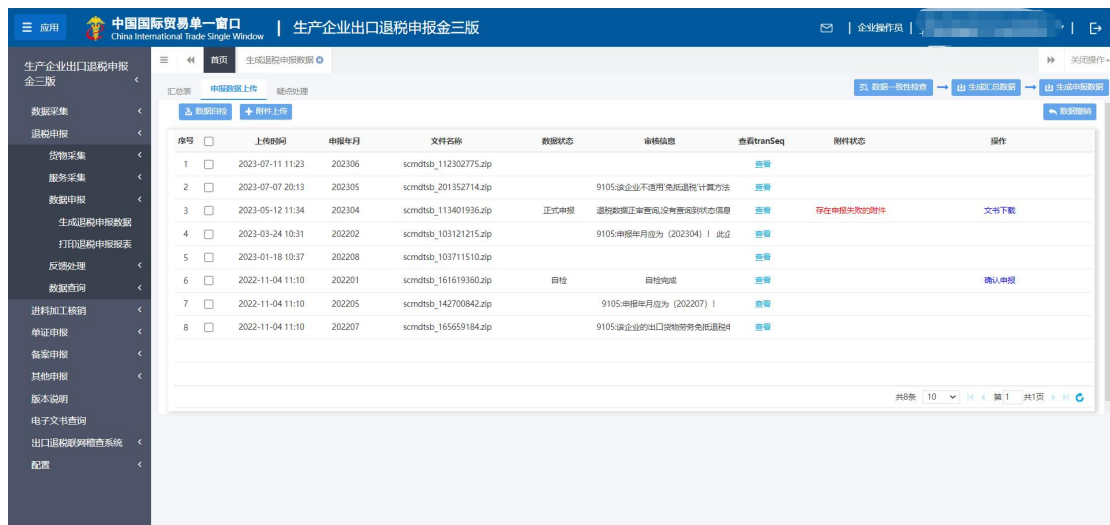 ☰ 应用
中国国际贸易单一窗口
China International Trade Single Window
生产企业出口退税申报金三版
企业操作员
生产企业出口退税申报金三版
首页
生成退税申报数据
关闭操作
汇总表
申报数据上传
疑点处理
数据一致性检查
生成汇总数据
生成申报数据
数据自检
附件上传
数据撤销
数据采集
退税申报
货物采集
服务采集
数据申报
生成退税申报数据
打印退税申报报表
反馈处理
数据查询
进料加工核销
单证申报
备案申报
其他申报
版本说明
电子文书查询
出口退税联网稽查系统
配置
序号 上传时间 申报年月 文件名称 数据状态 审核信息 查看tranSeq 附件状态 操作
1 2023-07-11 11:23 202306 scmdtsb_112302775.zip 查看
2 2023-07-07 20:13 202305 scmdtsb_201352714.zip 9105:该企业不适用‘免抵退税’计算方法 查看
3 2023-05-12 11:34 202304 scmdtsb_113401936.zip 正式申报 退税数据正审查询,没有查询到状态信息 查看 存在申报失败的附件 文书下载
4 2023-03-24 10:31 202202 scmdtsb_103121215.zip 9105:申报年月应为（202304）！ 此企 查看
5 2023-01-18 10:37 202208 scmdtsb_103711510.zip 查看
6 2022-11-04 11:10 202201 scmdtsb_161619360.zip 自检 自检完成 查看 确认申报
7 2022-11-04 11:10 202205 scmdtsb_142700842.zip 9105:申报年月应为（202207）！ 查看
8 2022-11-04 11:10 202207 scmdtsb_165659184.zip 9105:该企业的出口货物劳务免抵退税申 查看
共8条 10 第 1 共1页